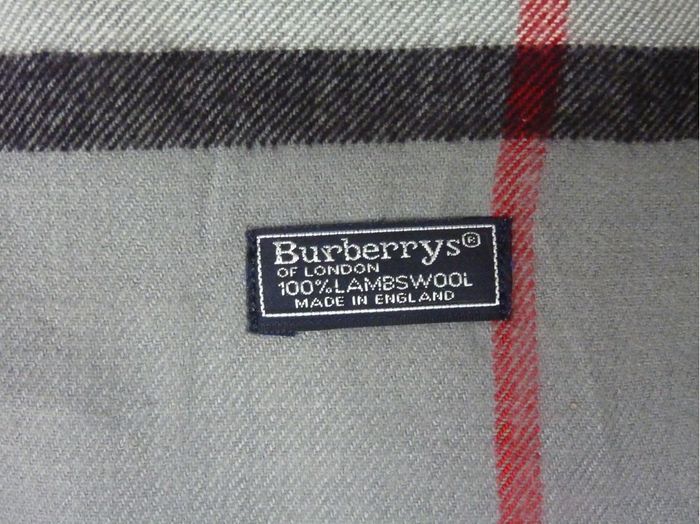 Burberrys®
OF LONDON
100% LAMBSWOOL
MADE IN ENGLAND